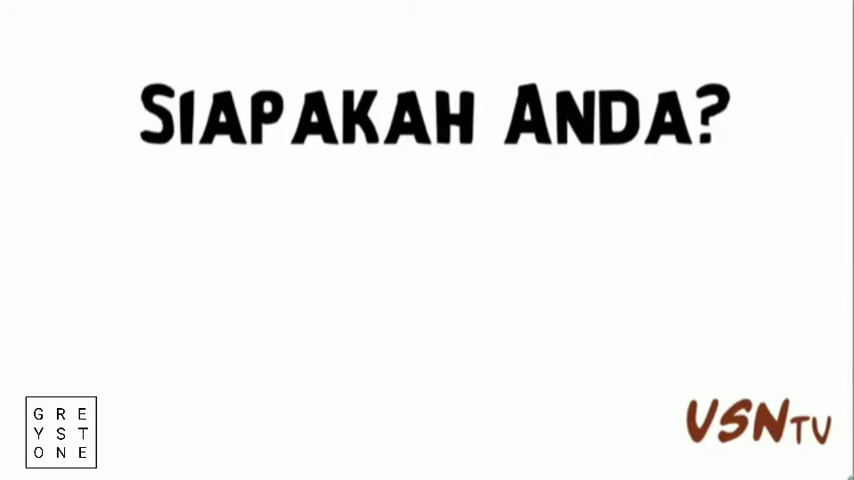 SIAPAKAH ANDA?
G R E
Y S T
O N E
VSNTV